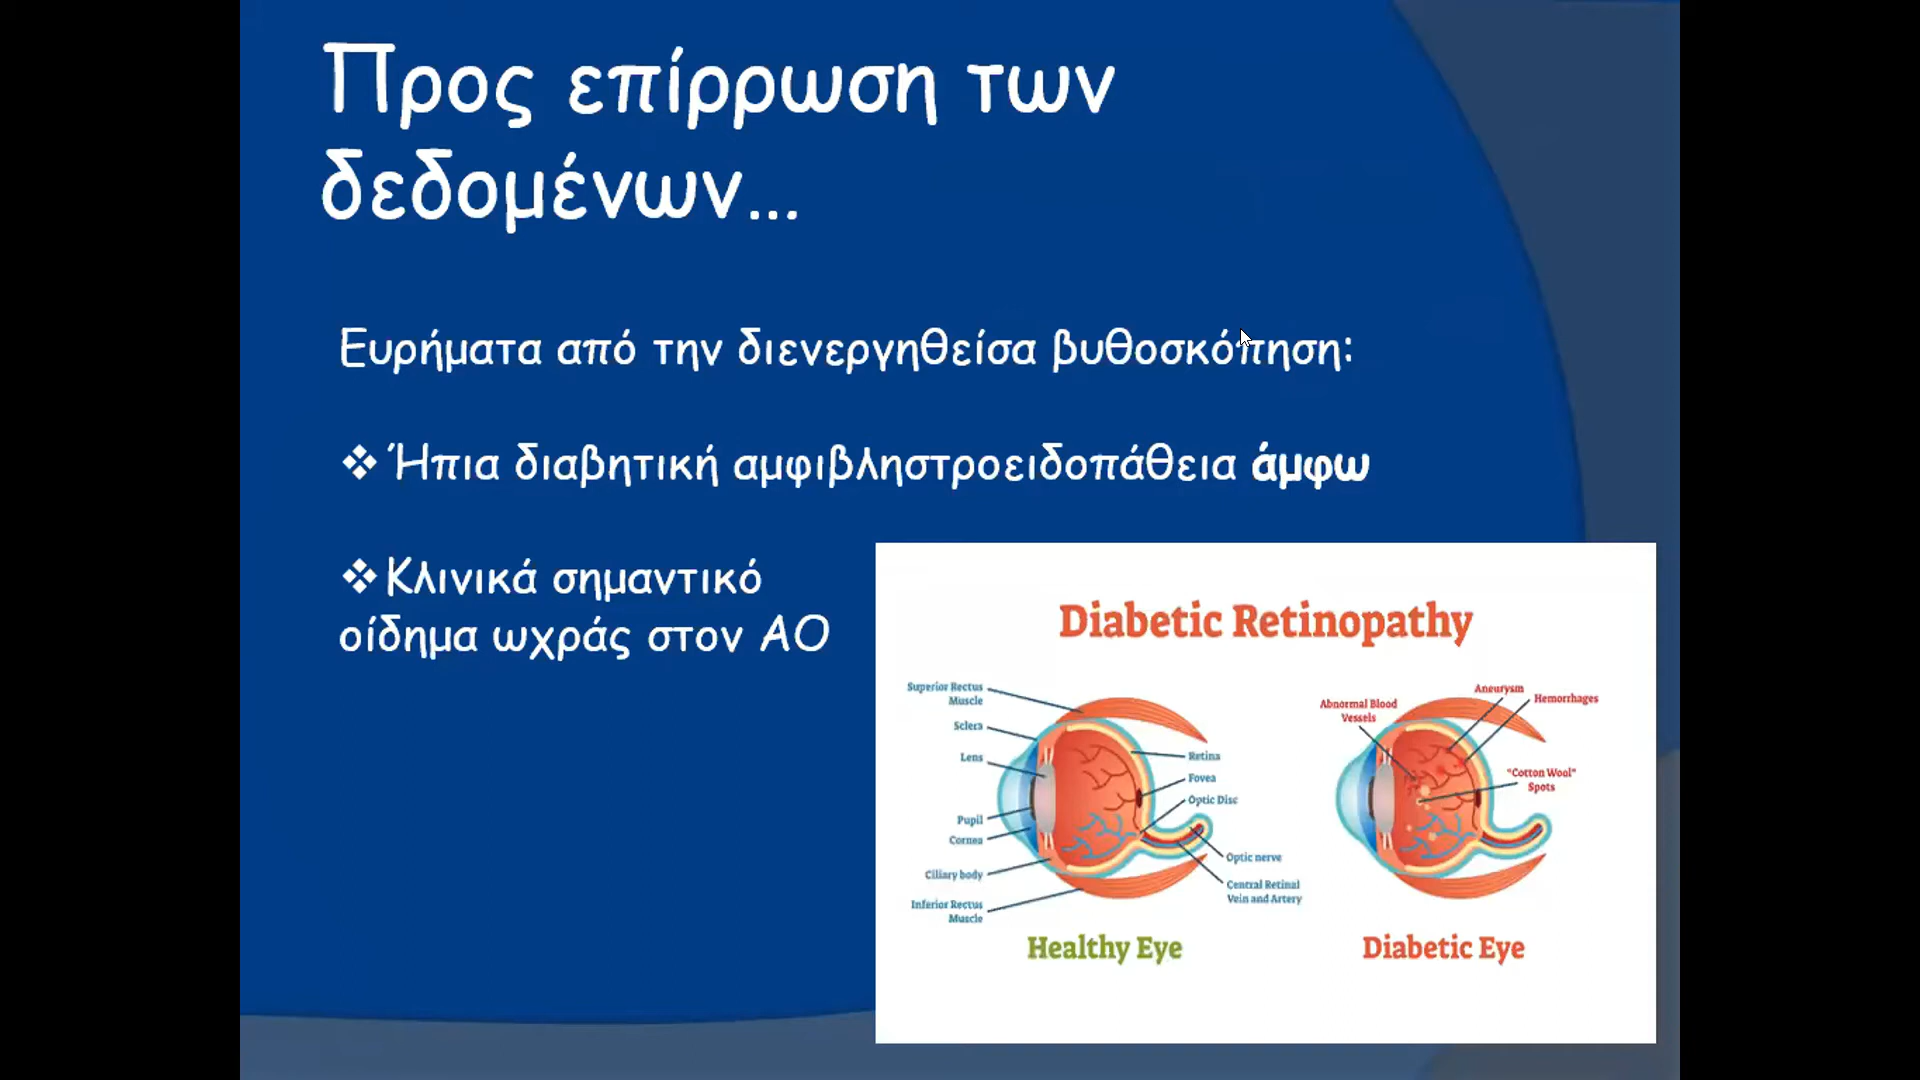 Προς επίρρωση των
δεδομένων...
Ευρήματα από την διενεργηθείσα βυθοσκόπηση:
❖ Ήπια διαβητική αμφιβληστροειδοπάθεια άμφω
❖ Κλινικά σημαντικό
οίδημα ωχράς στον ΑΟ
Diabetic Retinopathy
Superior Rectus
Muscle
Sclera
Lens
Pupil
Cornea
Ciliary body
Inferior Rectus
Muscle
Retina
Fovea
Optic Disc
Optic nerve
Central Retinal
Vein and Artery
Healthy Eye
Abnormal Blood
Vessels
Aneurysm
Hemorrhages
"Cotton Wool"
Spots
Diabetic Eye